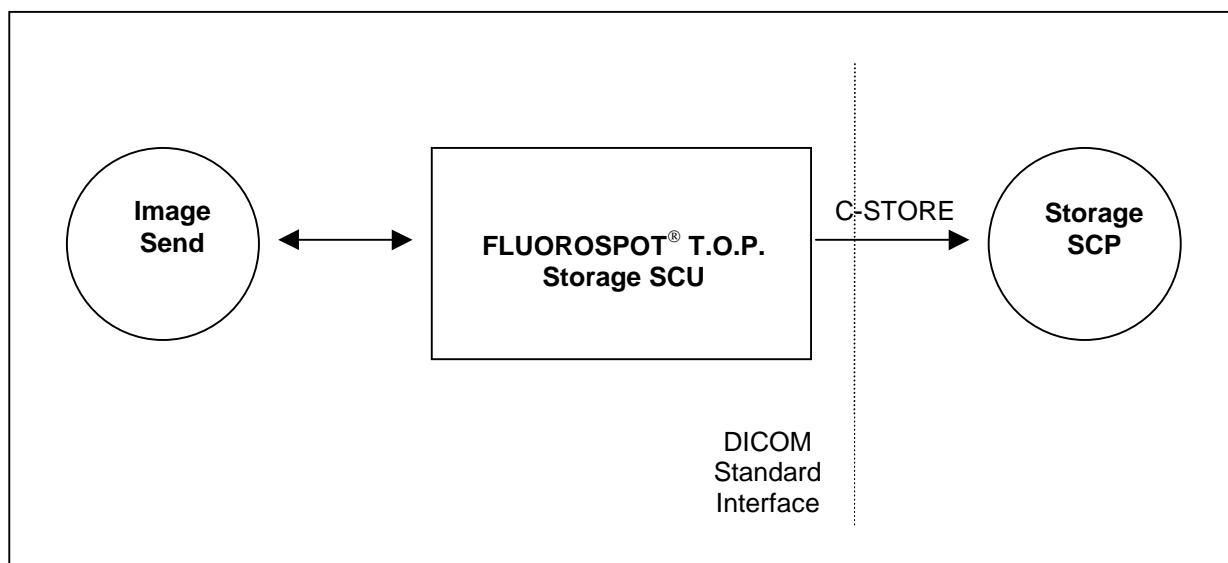 Image
Send
FLUOROSPOT® T.O.P.
Storage SCU
C-STORE
Storage
SCP
DICOM
Standard
Interface